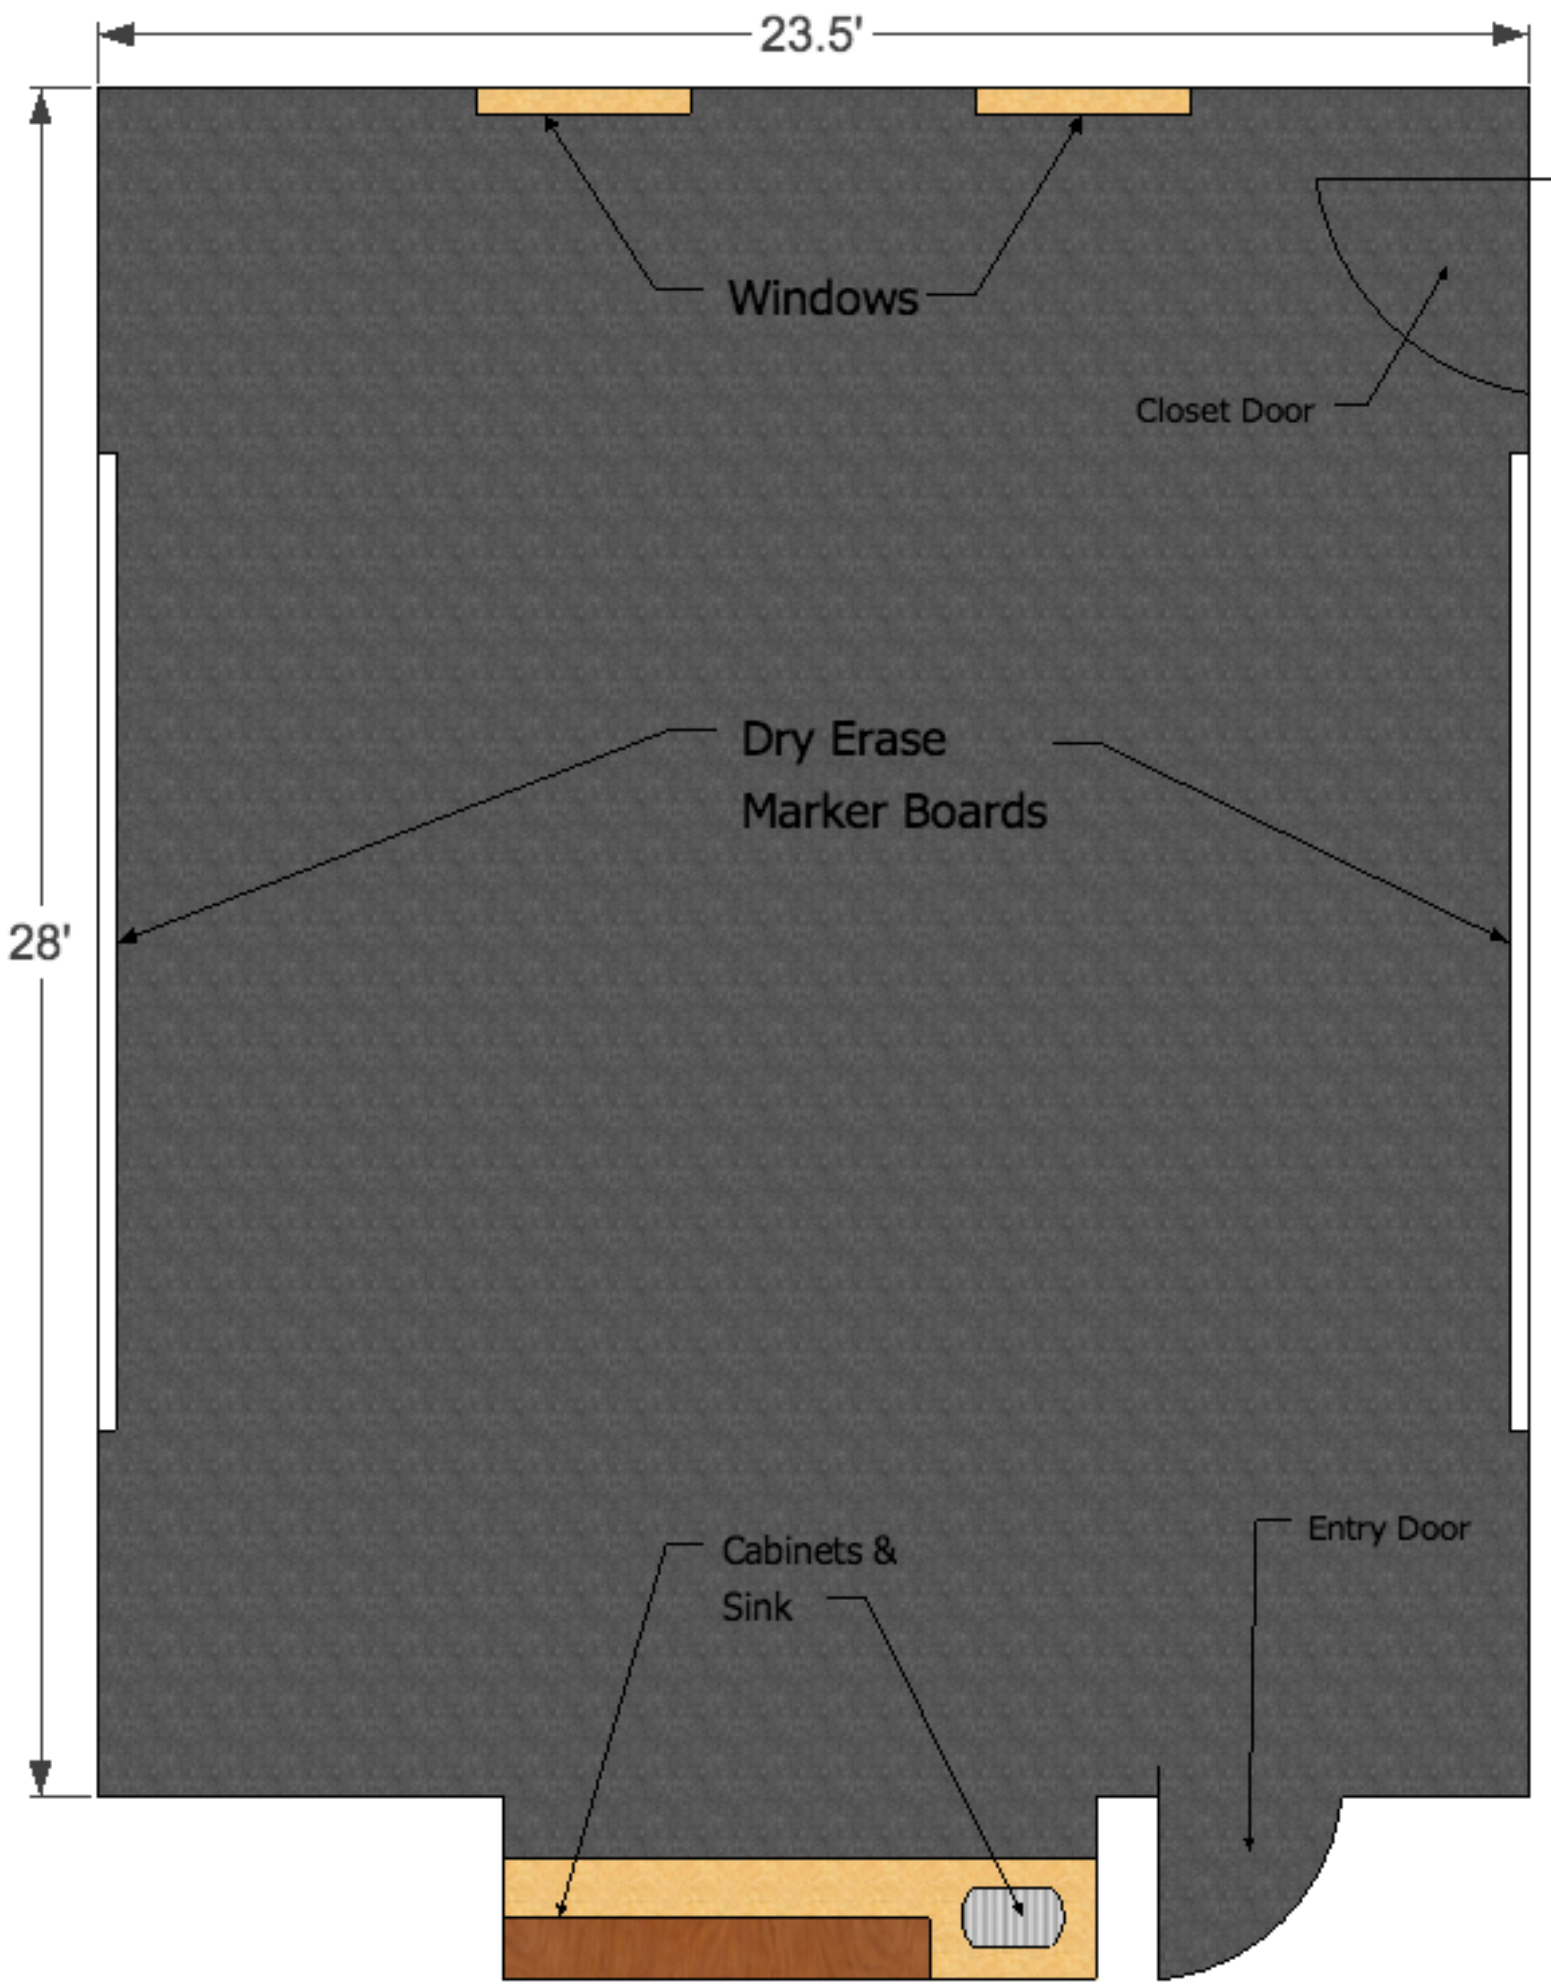 23.5'
Windows
Closet Door
Dry Erase
Marker Boards
28'
Entry Door
Cabinets &
Sink